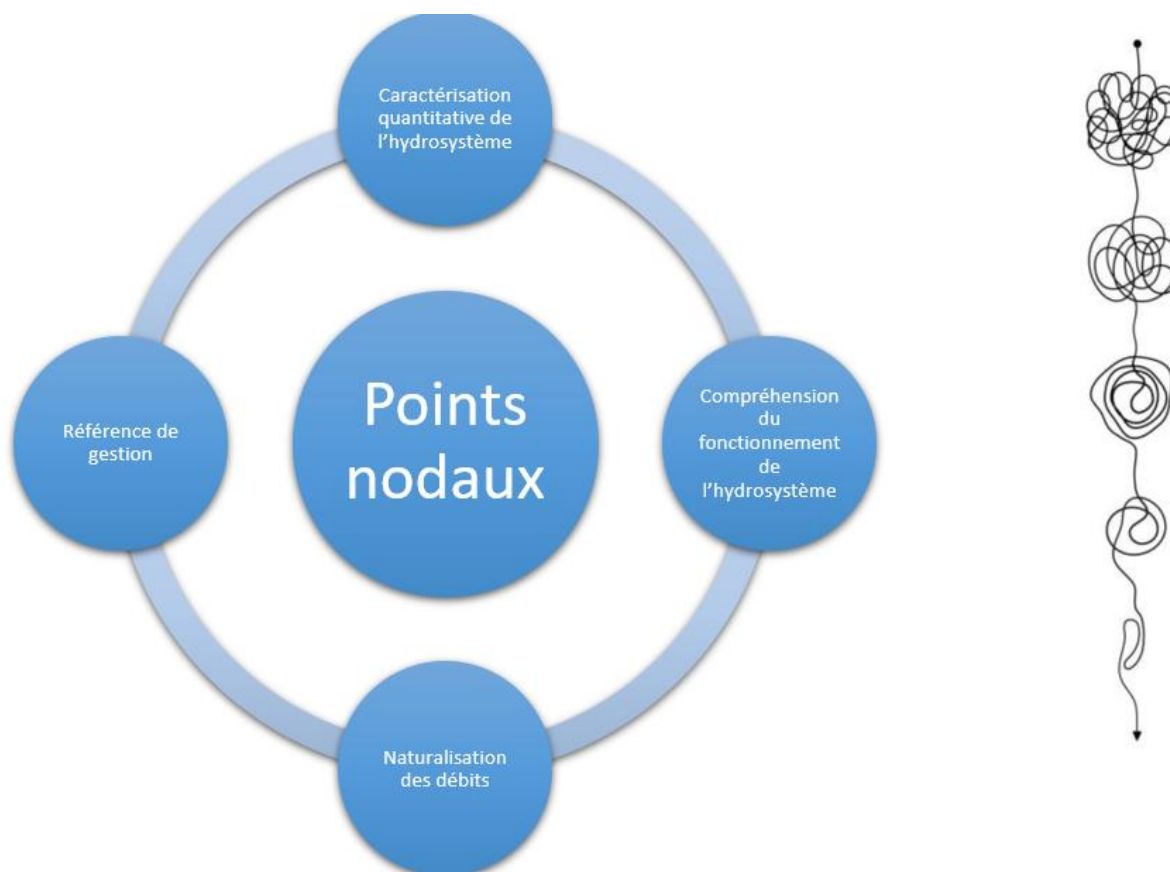 Caractérisation
quantitative de
l'hydrosystème
Points
nodaux
Référence de
gestion
Compréhension
du
fonctionnement
de
l'hydrosystème
Naturalisation
des débits